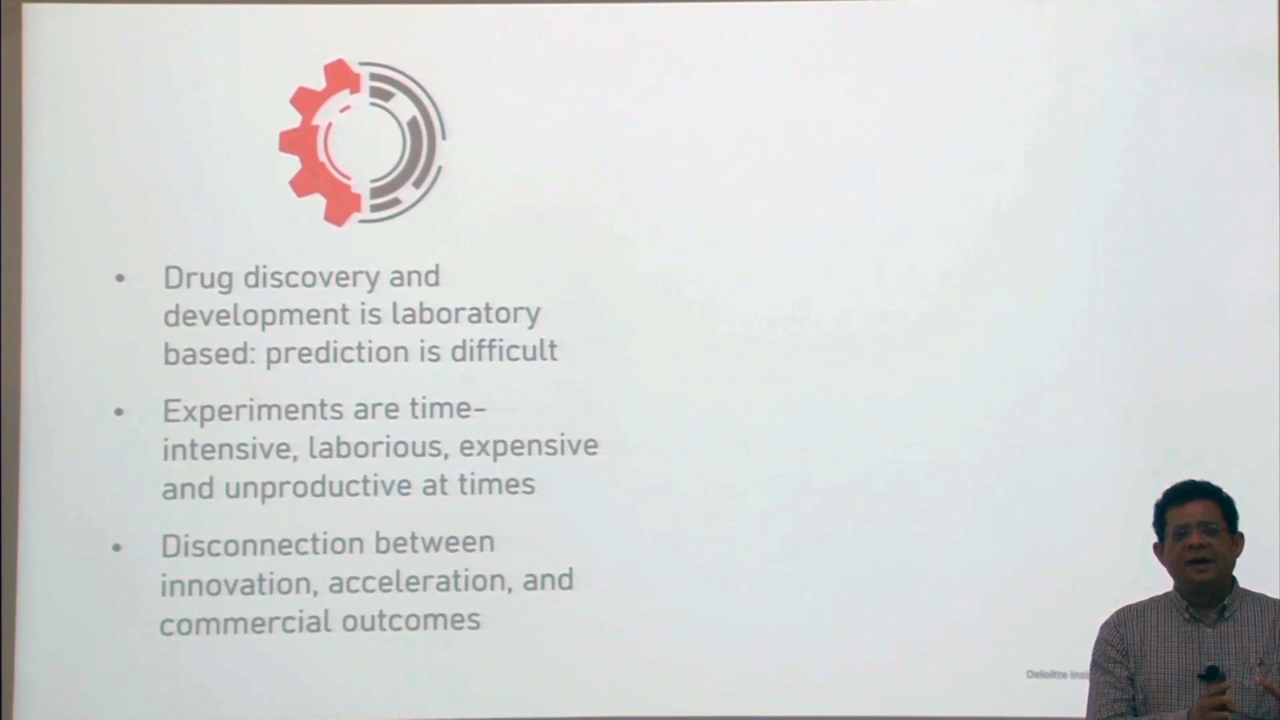 • Drug discovery and
development is laboratory
based: prediction is difficult
• Experiments are time-
intensive, laborious, expensive
and unproductive at times
• Disconnection between
innovation, acceleration, and
commercial outcomes
Deloitte